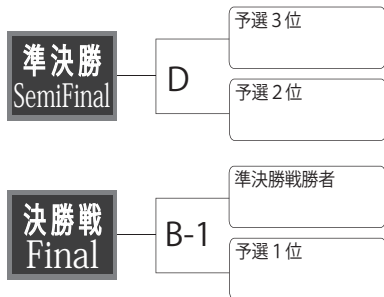 準決勝
SemiFinal
D
予選3位
予選2位
決勝戦
Final
B-1
準決勝戦勝者
予選1位